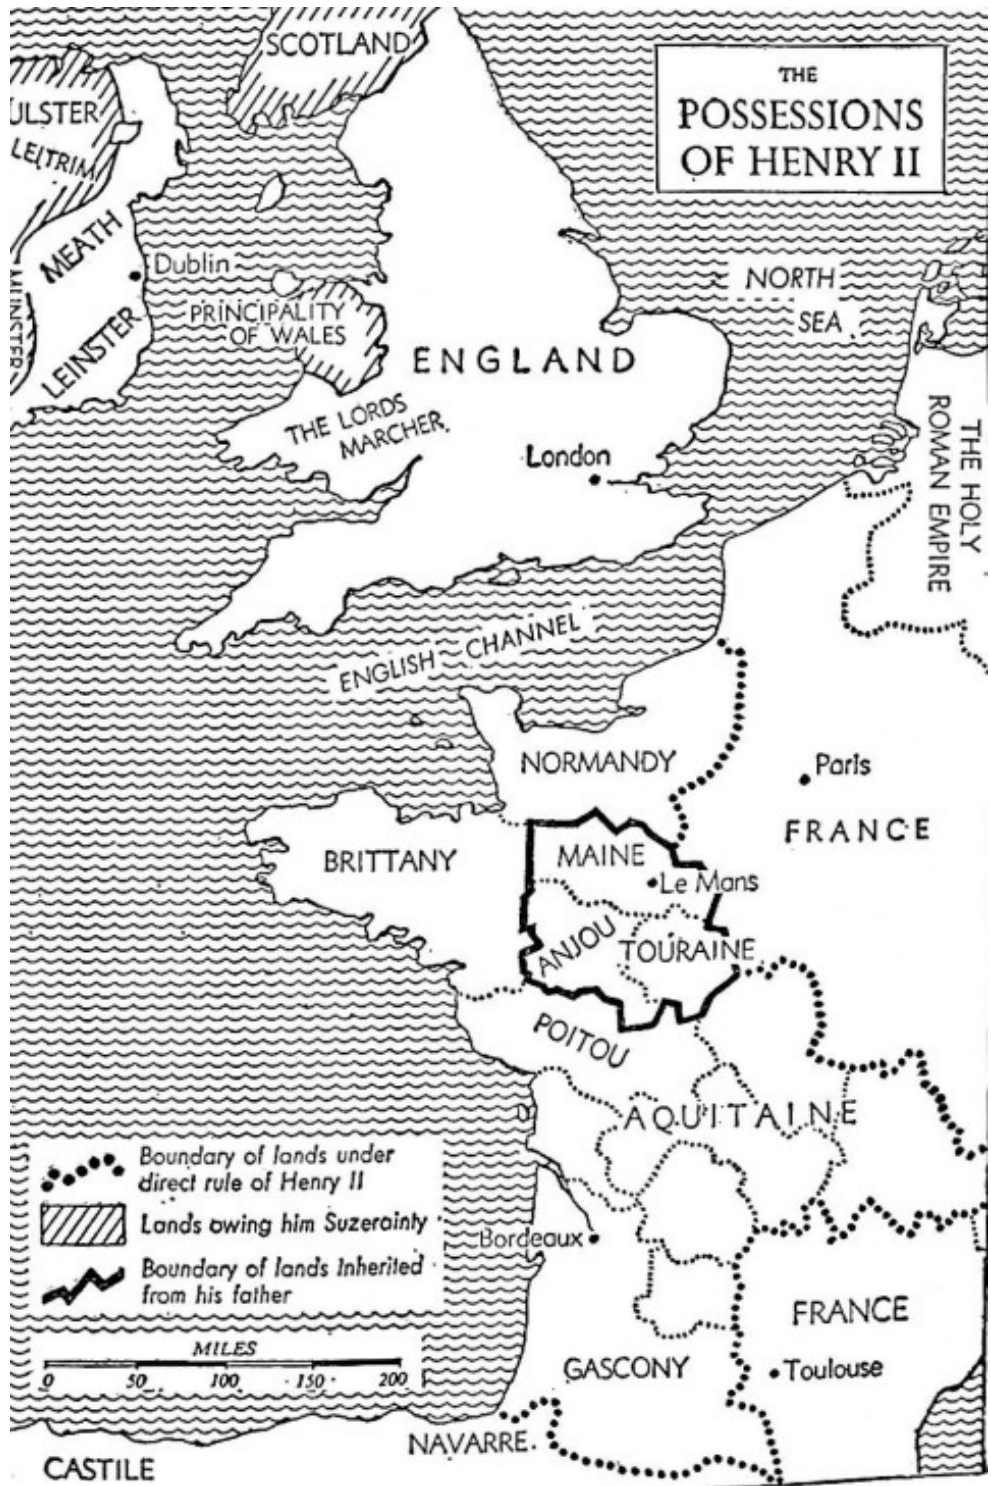 THE
POSSESSIONS
OF HENRY II
SCOTLAND
ULSTER
LEITRIM
MEATH
Dublin
MUNSTER
LEINSTER
PRINCIPALITY
OF WALES
NORTH
SEA
ENGLAND
THE LORDS
MARCHER
London
THE HOLY
ROMAN EMPIRE
ENGLISH CHANNEL
NORMANDY
Paris
FRANCE
BRITTANY
MAINE
Le Mans
ANJOU
TOURAINE
POITOU
AQUITAINE
Boundary of lands under
direct rule of Henry II
Lands owing him Suzerainty
Boundary of lands Inherited
from his father
Bordeaux
FRANCE
MILES
0 50 100 150 200
GASCONY
Toulouse
NAVARRE
CASTILE